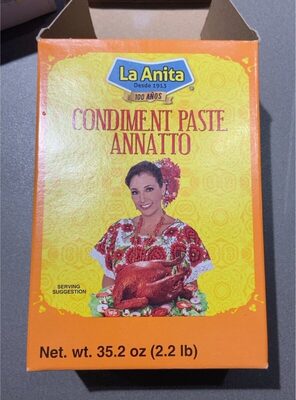 La Anita
Desde 1913
100 AÑOS
CONDIMENT PASTE
ANNATTO
SERVING
SUGGESTION
Net. wt. 35.2 oz (2.2 lb)